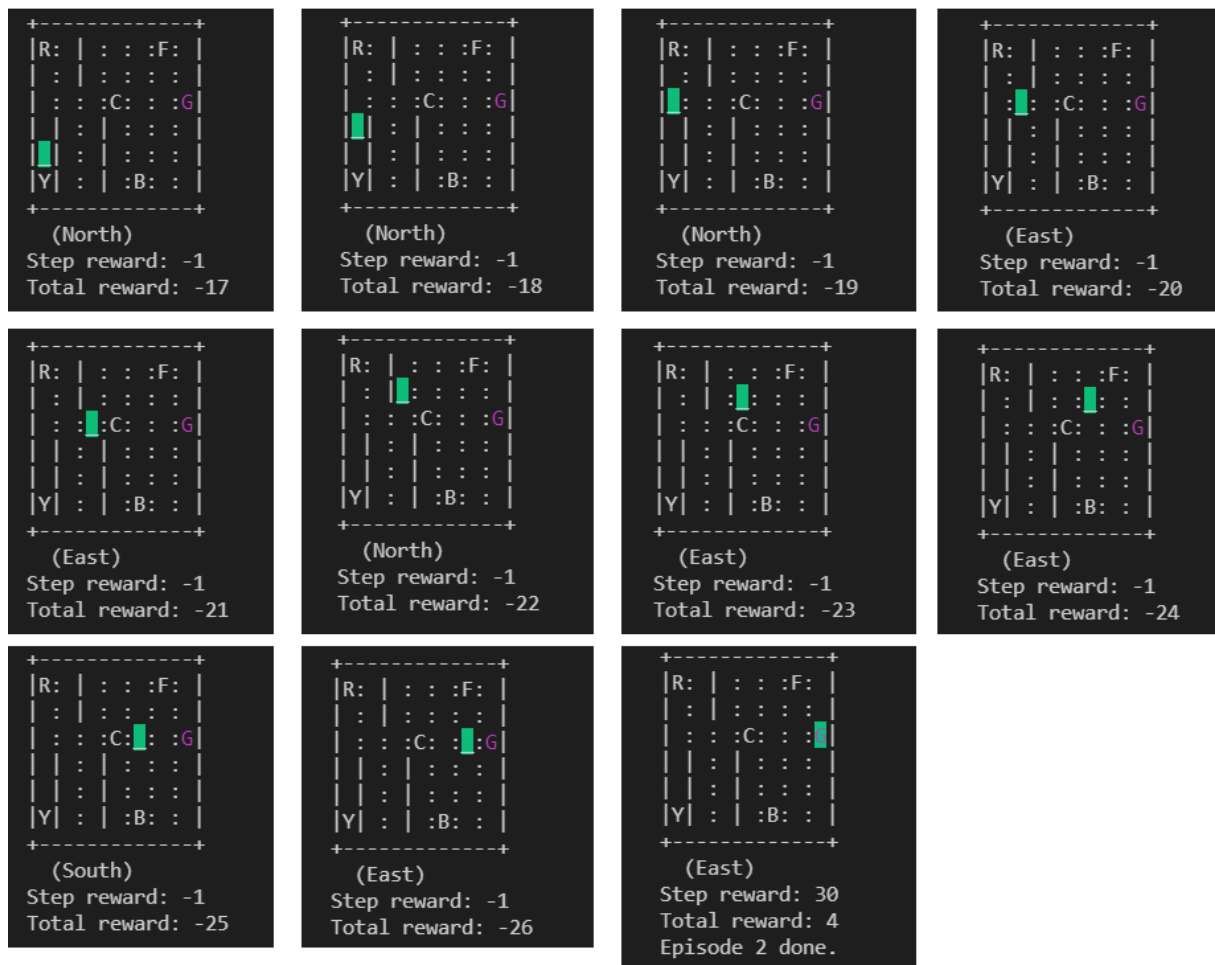 +-------------+
|R: | : : :F: |
| : | : : : : |
| : : :C: : :G|
| | : | : : : |
|_| : | : : : |
|Y| : | :B: : |
+-------------+
(North)
Step reward: -1
Total reward: -17
+-------------+
|R: | : : :F: |
| : | : : : : |
| : : :C: : :G|
|_| : | : : : |
| | : | : : : |
|Y| : | :B: : |
+-------------+
(North)
Step reward: -1
Total reward: -18
+-------------+
|R: | : : :F: |
| : | : : : : |
|_: : :C: : :G|
| | : | : : : |
| | : | : : : |
|Y| : | :B: : |
+-------------+
(North)
Step reward: -1
Total reward: -19
+-------------+
|R: | : : :F: |
| : | : : : : |
| :_: :C: : :G|
| | : | : : : |
| | : | : : : |
|Y| : | :B: : |
+-------------+
(East)
Step reward: -1
Total reward: -20
+-------------+
|R: | : : :F: |
| : | : : : : |
| : :_:C: : :G|
| | : | : : : |
| | : | : : : |
|Y| : | :B: : |
+-------------+
(East)
Step reward: -1
Total reward: -21
+-------------+
|R: | : : :F: |
| : |_: : : : |
| : : :C: : :G|
| | : | : : : |
| | : | : : : |
|Y| : | :B: : |
+-------------+
(North)
Step reward: -1
Total reward: -22
+-------------+
|R: | : : :F: |
| : | :_: : : |
| : : :C: : :G|
| | : | : : : |
| | : | : : : |
|Y| : | :B: : |
+-------------+
(East)
Step reward: -1
Total reward: -23
+-------------+
|R: | : : :F: |
| : | : :_: : |
| : : :C: : :G|
| | : | : : : |
| | : | : : : |
|Y| : | :B: : |
+-------------+
(East)
Step reward: -1
Total reward: -24
+-------------+
|R: | : : :F: |
| : | : : : : |
| : : :C:_: :G|
| | : | : : : |
| | : | : : : |
|Y| : | :B: : |
+-------------+
(South)
Step reward: -1
Total reward: -25
+-------------+
|R: | : : :F: |
| : | : : : : |
| : : :C: :_:G|
| | : | : : : |
| | : | : : : |
|Y| : | :B: : |
+-------------+
(East)
Step reward: -1
Total reward: -26
+-------------+
|R: | : : :F: |
| : | : : : : |
| : : :C: : :G|
| | : | : : : |
| | : | : : : |
|Y| : | :B: : |
+-------------+
(East)
Step reward: 30
Total reward: 4
Episode 2 done.